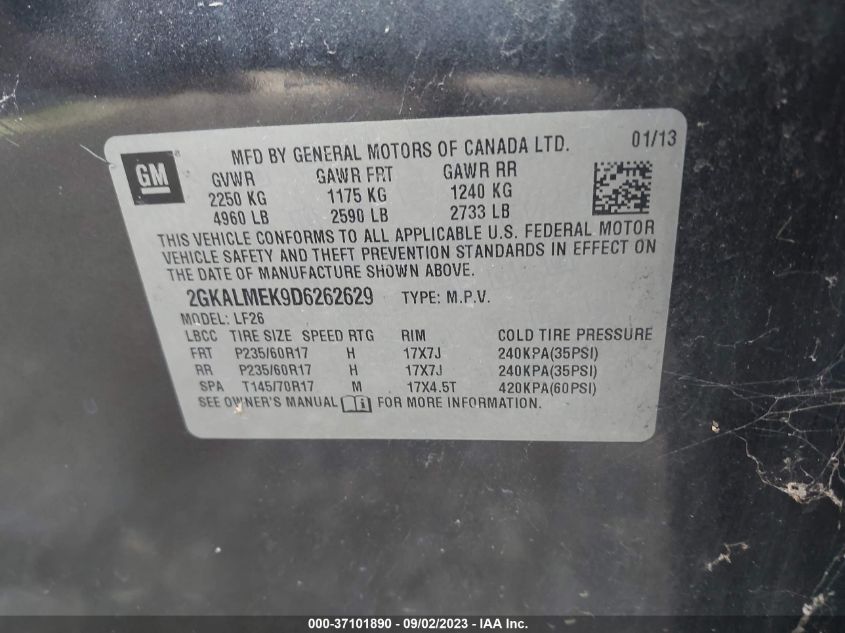 GM
MFD BY GENERAL MOTORS OF CANADA LTD. 01/13
GVWR GAWR FRT GAWR RR
2250 KG 1175 KG 1240 KG
4960 LB 2590 LB 2733 LB
THIS VEHICLE CONFORMS TO ALL APPLICABLE U.S. FEDERAL MOTOR
VEHICLE SAFETY AND THEFT PREVENTION STANDARDS IN EFFECT ON
THE DATE OF MANUFACTURE SHOWN ABOVE.
2GKALMEK9D6262629 TYPE: M.P.V.
MODEL: LF26
LBCC TIRE SIZE SPEED RTG RIM COLD TIRE PRESSURE
FRT P235/60R17 H 17X7J 240KPA(35PSI)
RR P235/60R17 H 17X7J 240KPA(35PSI)
SPA T145/70R17 M 17X4.5T 420KPA(60PSI)
SEE OWNER'S MANUAL FOR MORE INFORMATION.
000-37101890 - 09/02/2023 - IAA Inc.